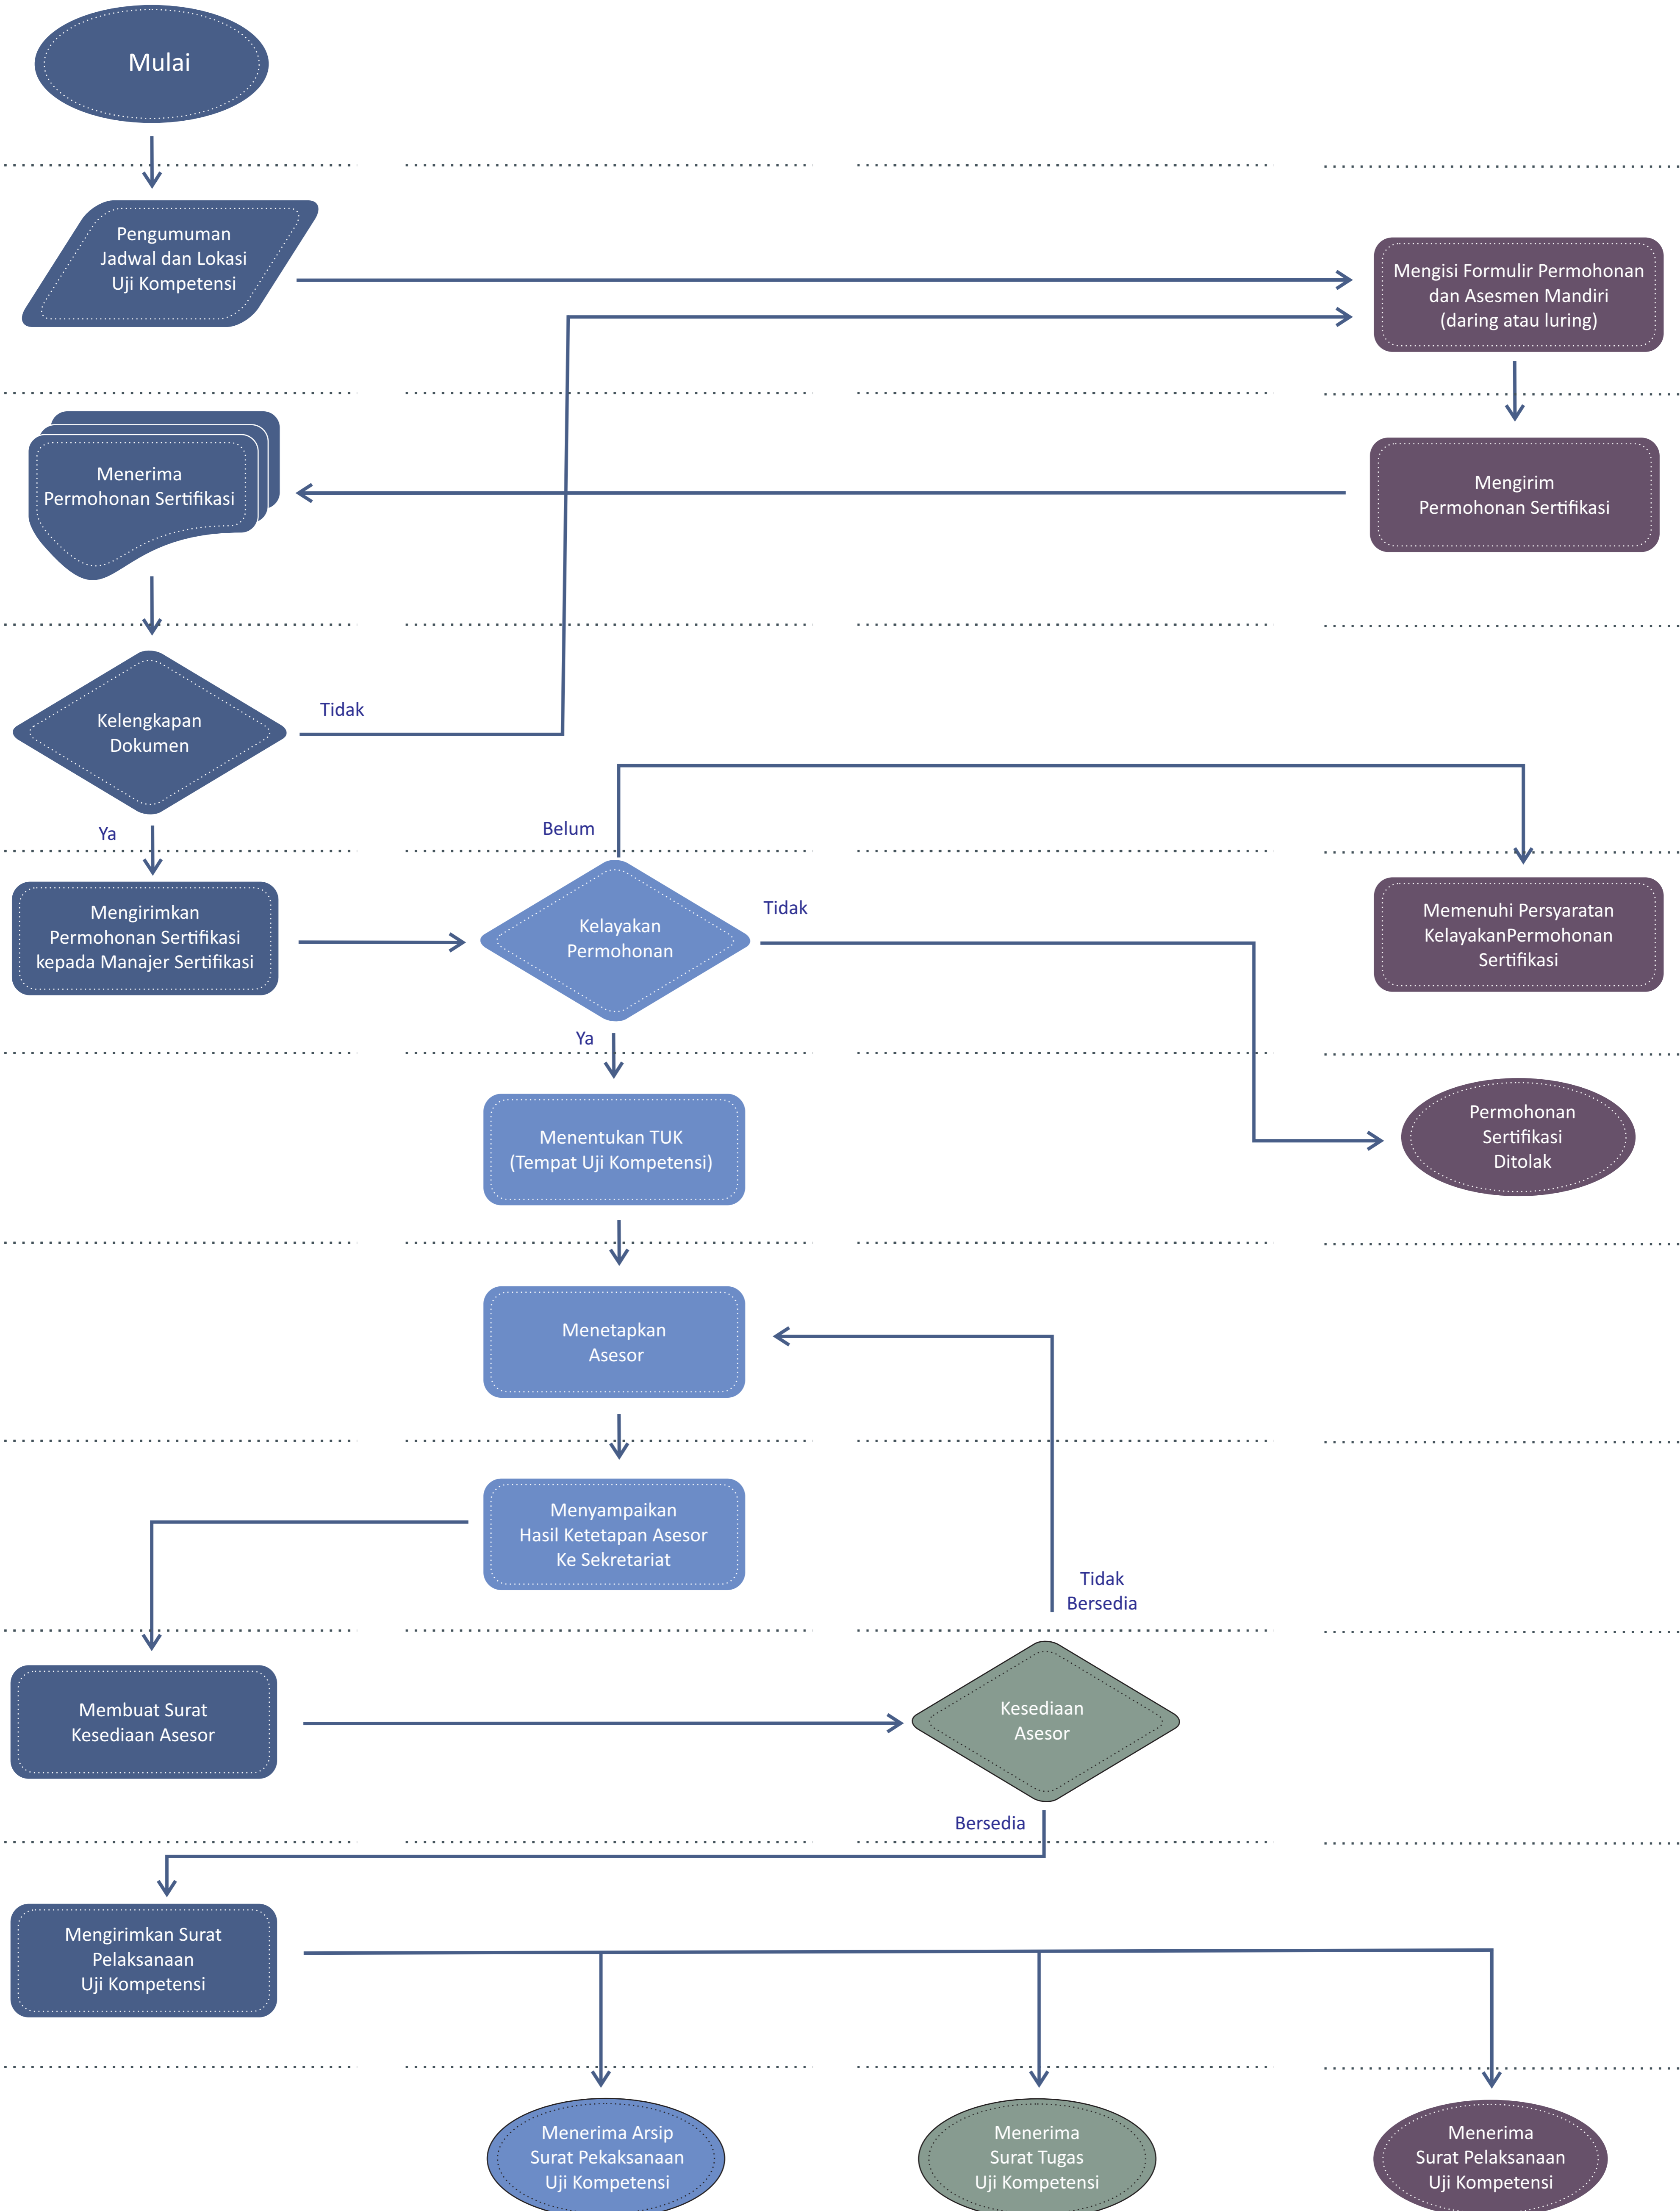 Mulai
Pengumuman
Jadwal dan Lokasi
Uji Kompetensi
Mengisi Formulir Permohonan
dan Asesmen Mandiri
(daring atau luring)
Menerima
Permohonan Sertifikasi
Mengirim
Permohonan Sertifikasi
Kelengkapan
Dokumen
Tidak
Ya
Belum
Mengirimkan
Permohonan Sertifikasi
kepada Manajer Sertifikasi
Kelayakan
Permohonan
Tidak
Memenuhi Persyaratan
KelayakanPermohonan
Sertifikasi
Ya
Menentukan TUK
(Tempat Uji Kompetensi)
Permohonan
Sertifikasi
Ditolak
Menetapkan
Asesor
Menyampaikan
Hasil Ketetapan Asesor
Ke Sekretariat
Tidak
Bersedia
Membuat Surat
Kesediaan Asesor
Kesediaan
Asesor
Bersedia
Mengirimkan Surat
Pelaksanaan
Uji Kompetensi
Menerima Arsip
Surat Pekaksanaan
Uji Kompetensi
Menerima
Surat Tugas
Uji Kompetensi
Menerima
Surat Pelaksanaan
Uji Kompetensi